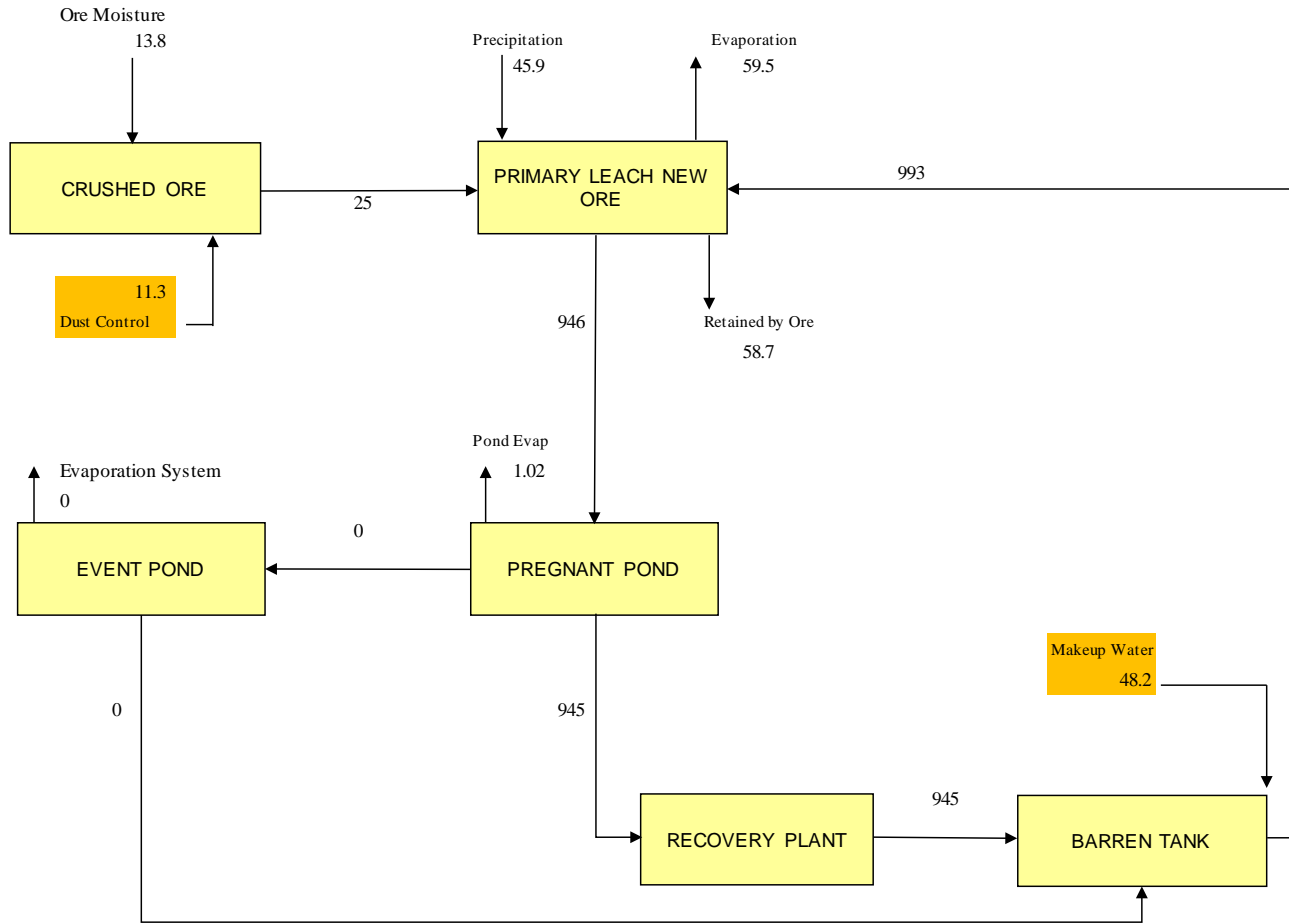 Ore Moisture
13.8
Precipitation
45.9
Evaporation
59.5
CRUSHED ORE
25
PRIMARY LEACH NEW
ORE
993
11.3
Dust Control
946
Retained by Ore
58.7
Evaporation System
0
Pond Evap
1.02
EVENT POND
0
PREGNANT POND
Makeup Water
48.2
0
945
RECOVERY PLANT
945
BARREN TANK